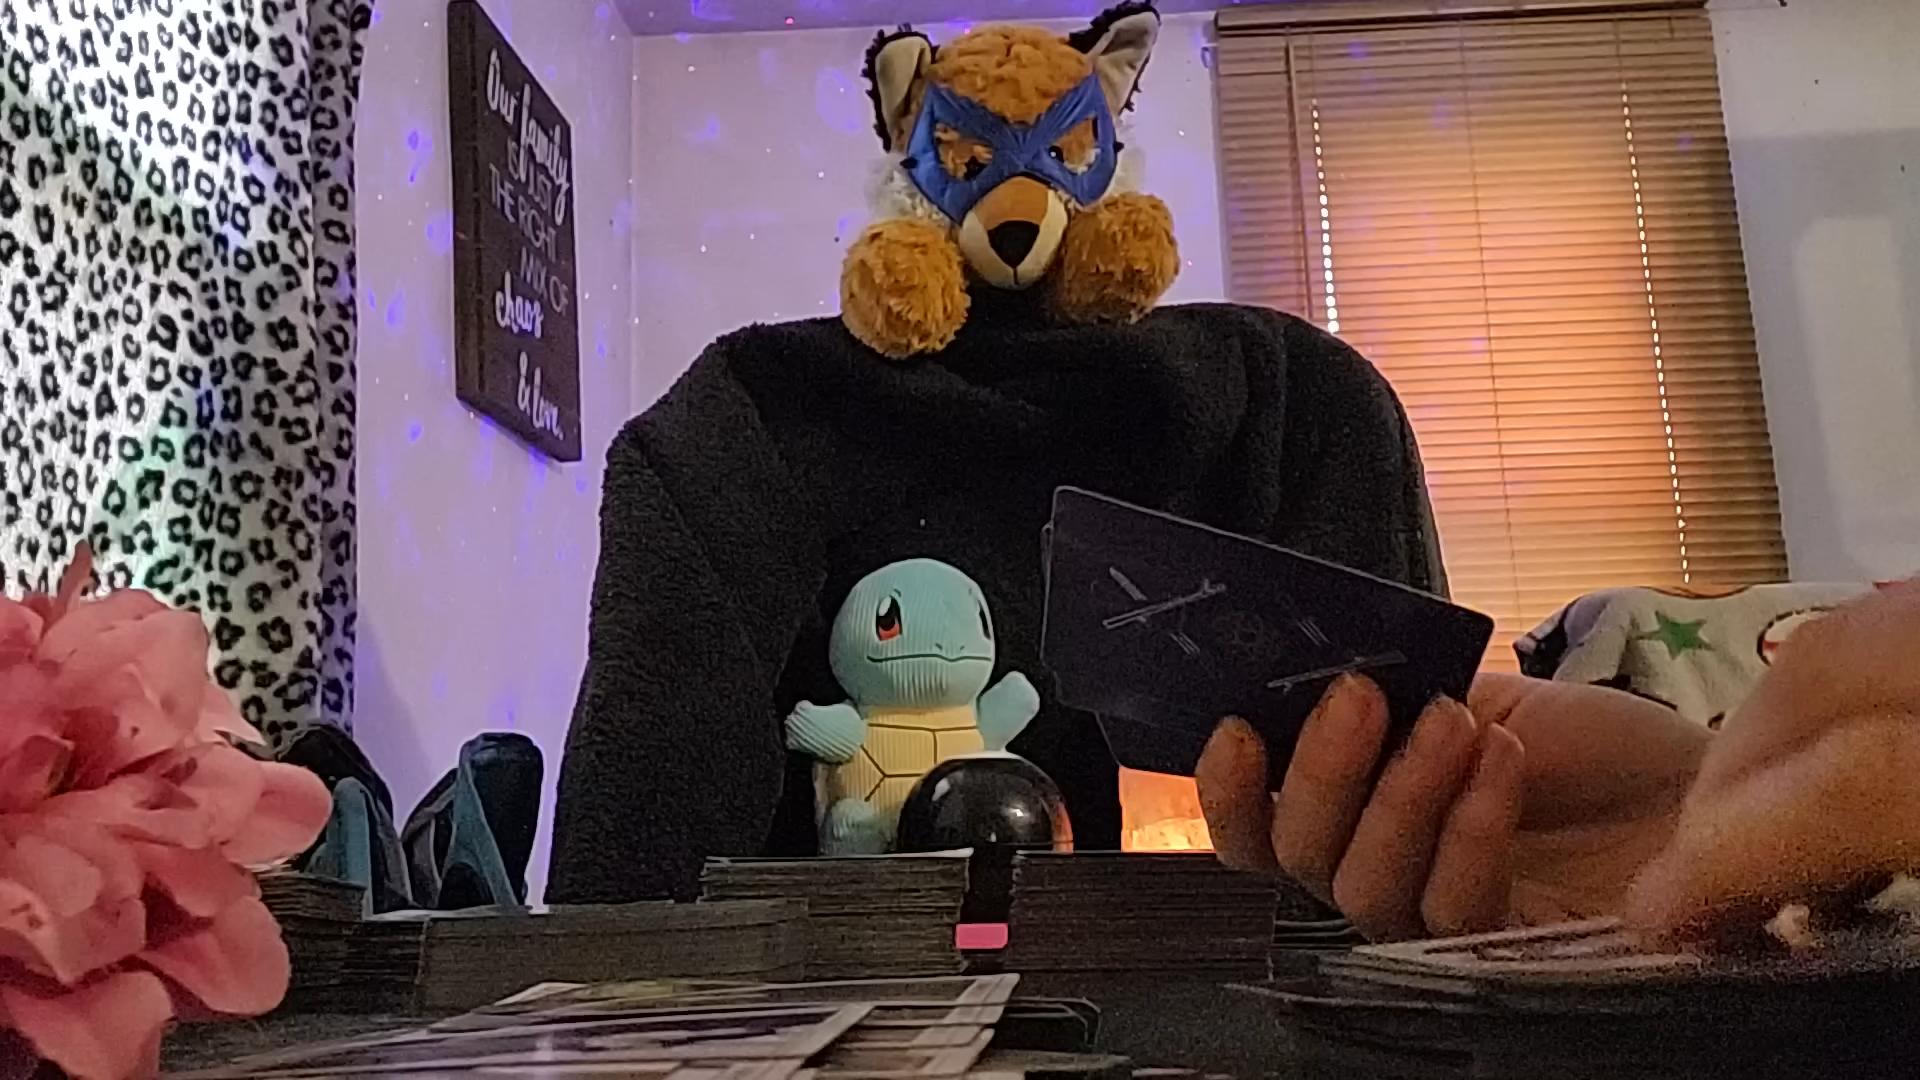 Our family
IS JUST
THE RIGHT
MIX OF
chaos
& love.